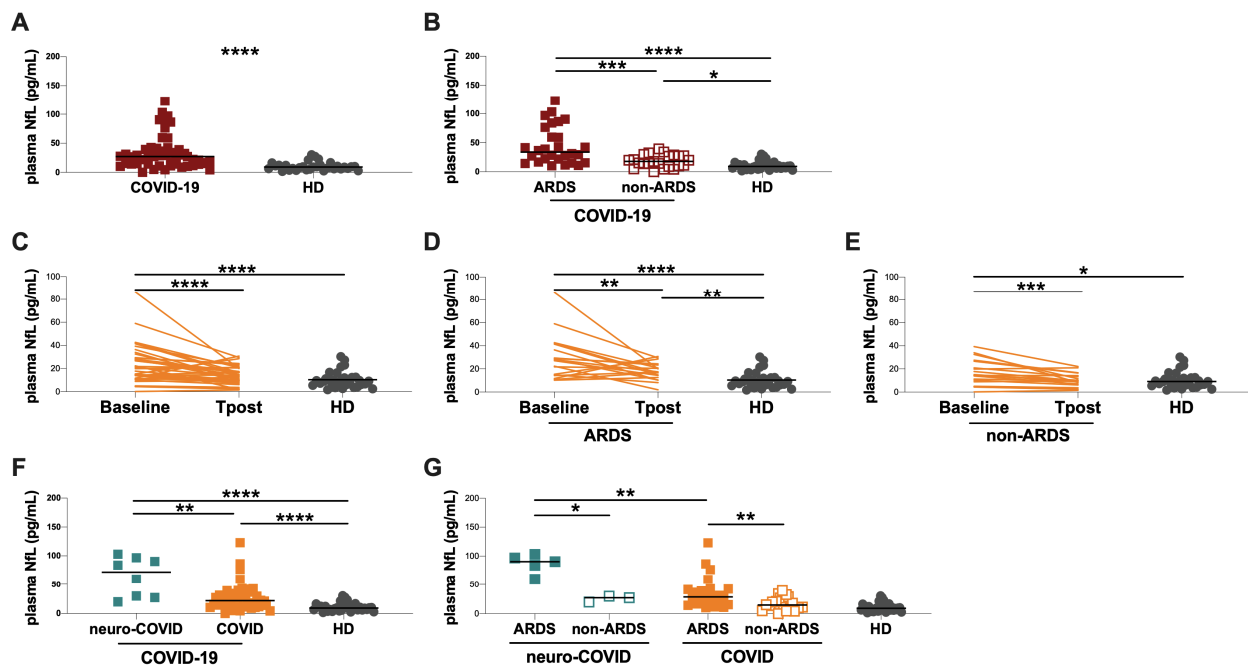 A
****
plasma NfL (pg/mL)
200
150
100
50
0
COVID-19
HD
B
****
***
*
plasma NfL (pg/mL)
200
150
100
50
0
ARDS
non-ARDS
HD
COVID-19
C
****
****
plasma NfL (pg/mL)
100
80
60
40
20
0
Baseline
Tpost
HD
D
****
**
**
plasma NfL (pg/mL)
100
80
60
40
20
0
Baseline
Tpost
HD
ARDS
E
*
***
plasma NfL (pg/mL)
100
80
60
40
20
0
Baseline
Tpost
HD
non-ARDS
F
****
**
****
plasma NfL (pg/mL)
200
150
100
50
0
neuro-COVID
COVID
HD
COVID-19
G
**
*
**
plasma NfL (pg/mL)
200
150
100
50
0
ARDS
non-ARDS
ARDS
non-ARDS
HD
neuro-COVID
COVID